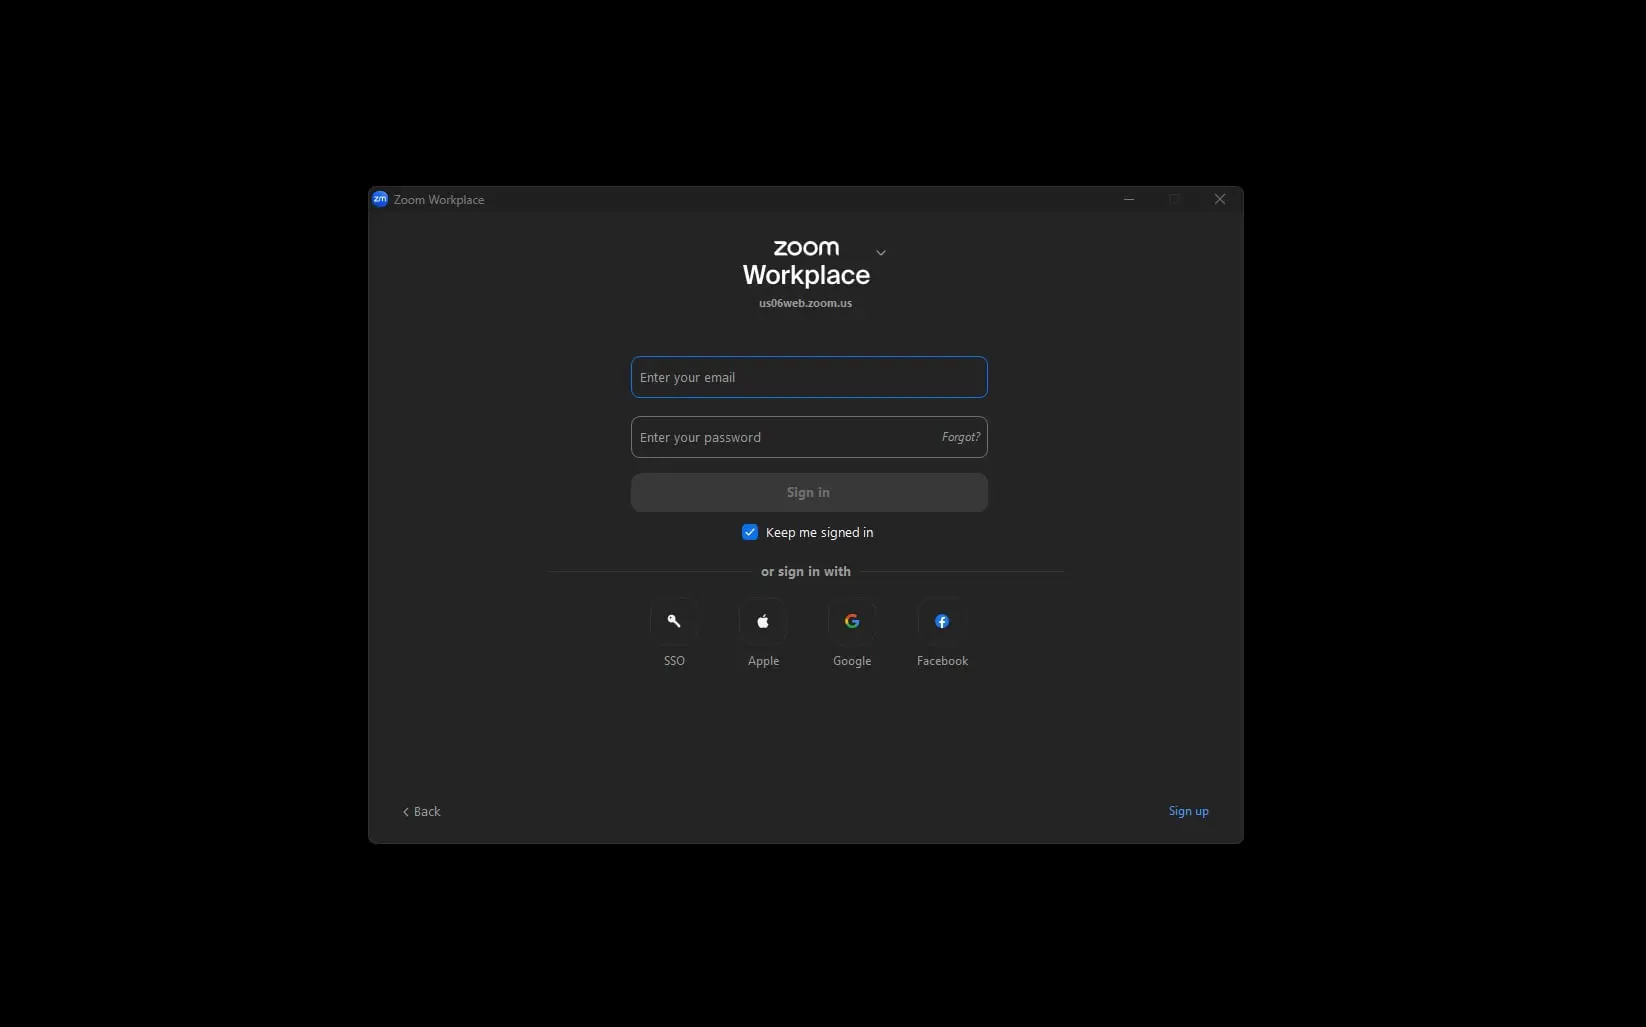 zm Zoom Workplace
zoom
Workplace
us06web.zoom.us
Enter your email
Enter your password Forgot?
Sign in
Keep me signed in
or sign in with
SSO Apple Google Facebook
Back Sign up